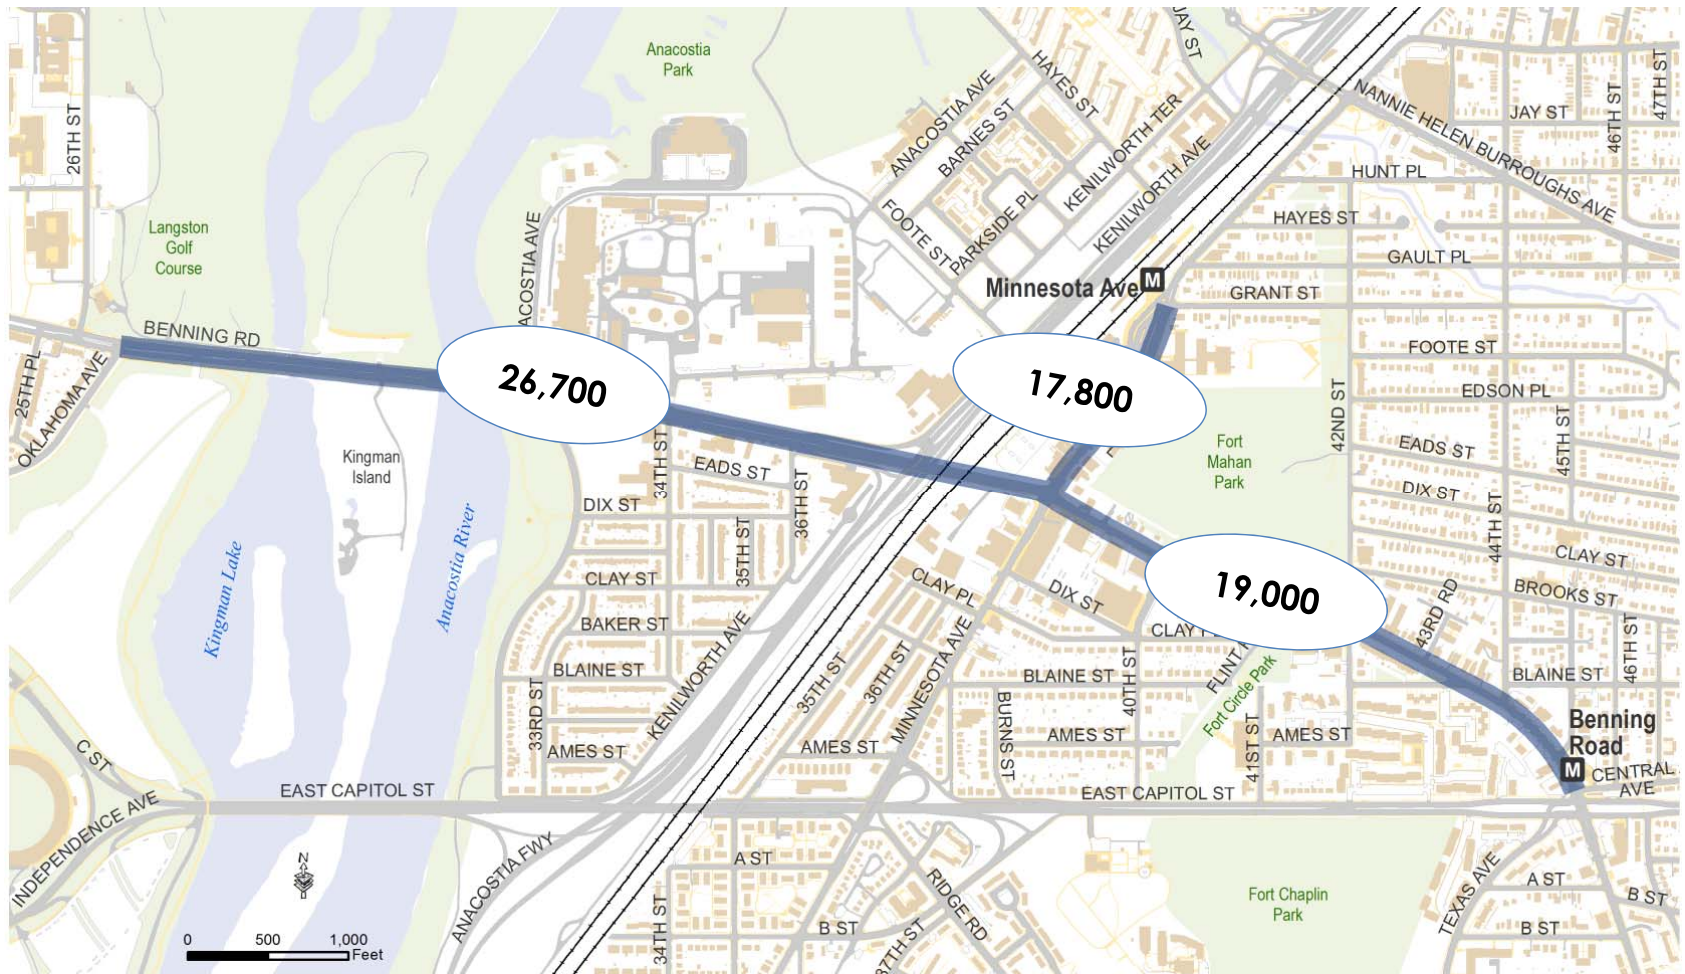 Anacostia
Park
JAY ST
HAYES ST
ANACOSTIA AVE
BARNES ST
KENILWORTH TER
NANNIE HELEN BURROUGHS AVE
JAY ST
46TH ST
47TH ST
26TH ST
HUNT PL
KENILWORTH AVE
PARKSIDE PL
FOOTE ST
HAYES ST
Langston
Golf
Course
ACOSTIA AVE
GAULT PL
Minnesota Ave
M
GRANT ST
BENNING RD
25TH PL
OKLAHOMA AVE
26,700
17,800
FOOTE ST
EDSON PL
42ND ST
45TH ST
Fort
Mahan
Park
EADS ST
Kingman
Island
34TH ST
EADS ST
36TH ST
DIX ST
DIX ST
44TH ST
Kingman Lake
Anacostia River
35TH ST
CLAY ST
CLAY ST
CLAY PL
DIX ST
19,000
BROOKS ST
43RD RD
BAKER ST
KENILWORTH AVE
BLAINE ST
33RD ST
AMES ST
35TH ST
36TH ST
MINNESOTA AVE
CLAY P
BLAINE ST
BURNS ST
40TH ST
FLINT
Fort Circle Park
BLAINE ST
46TH ST
AMES ST
AMES ST
41ST ST
AMES ST
Benning
Road
M
CENTRAL
AVE
C ST
INDEPENDENCE AVE
EAST CAPITOL ST
EAST CAPITOL ST
N
ANACOSTIA FWY
A ST
34TH ST
B ST
37TH ST
RIDGE RD
Fort Chaplin
Park
TEXAS AVE
A ST
B ST
B ST
0 500 1,000
Feet